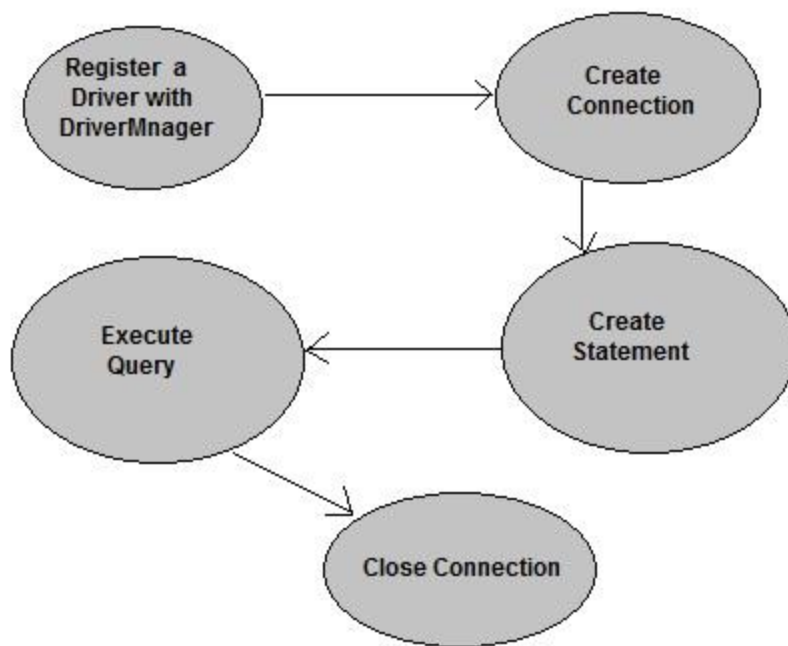 Register a
Driver with
DriverMnager
Create
Connection
Create
Statement
Execute
Query
Close Connection